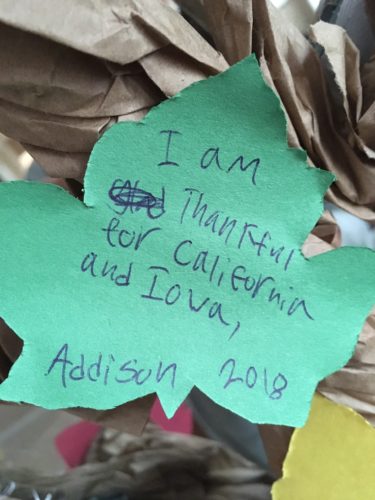 I am
Thankful
for California
and Iowa,
Addison 2018